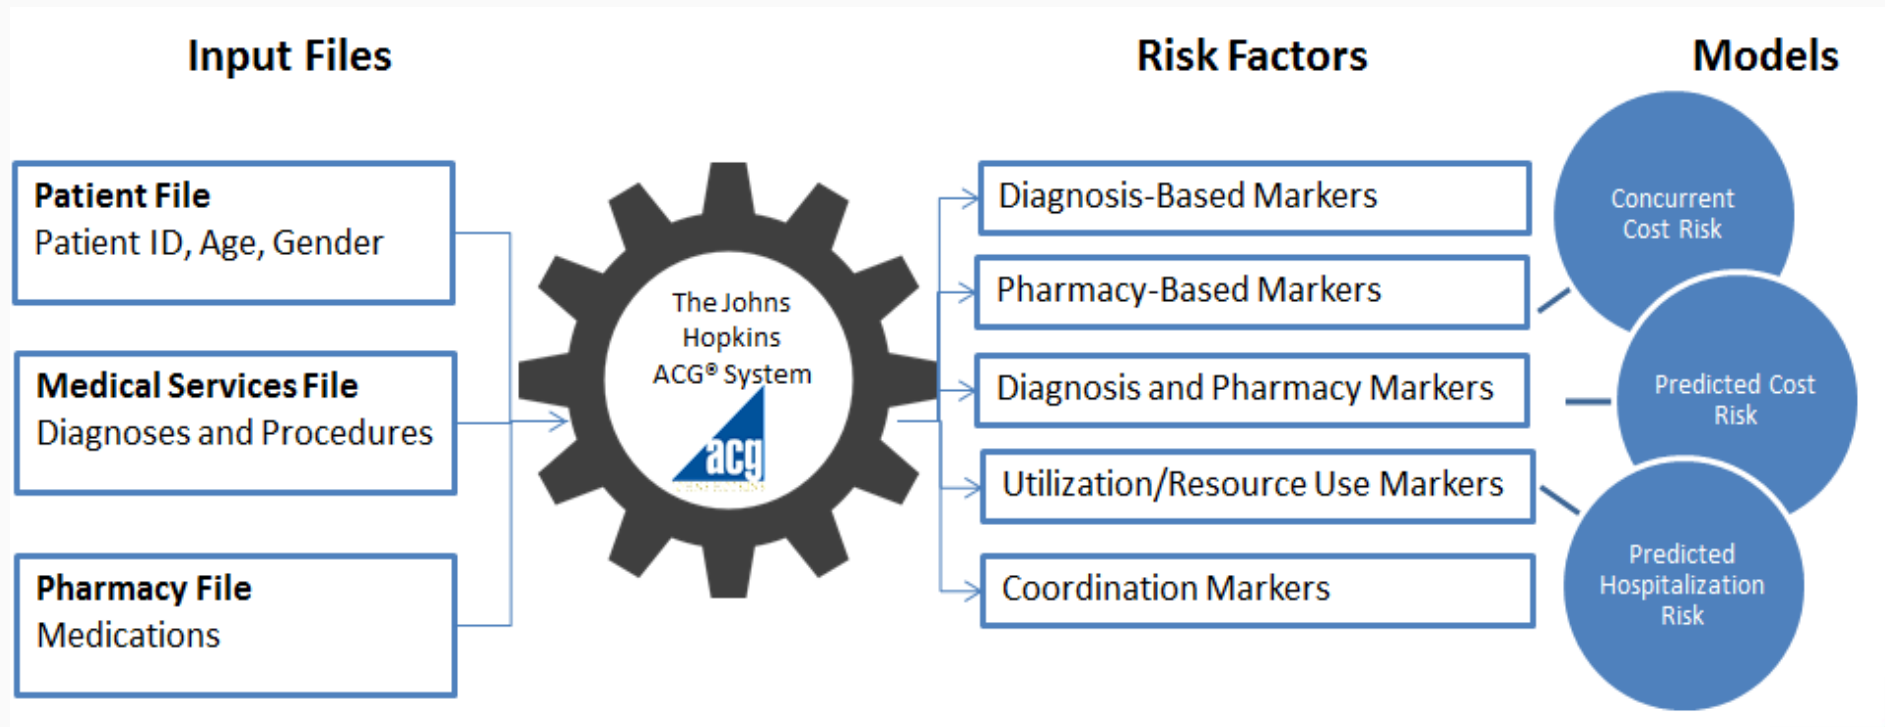 Input Files
Risk Factors
Models
Patient File
Patient ID, Age, Gender
Medical Services File
Diagnoses and Procedures
Pharmacy File
Medications
The Johns
Hopkins
ACG® System
acg
Diagnosis-Based Markers
Pharmacy-Based Markers
Diagnosis and Pharmacy Markers
Utilization/Resource Use Markers
Coordination Markers
Concurrent
Cost Risk
Predicted Cost
Risk
Predicted
Hospitalization
Risk